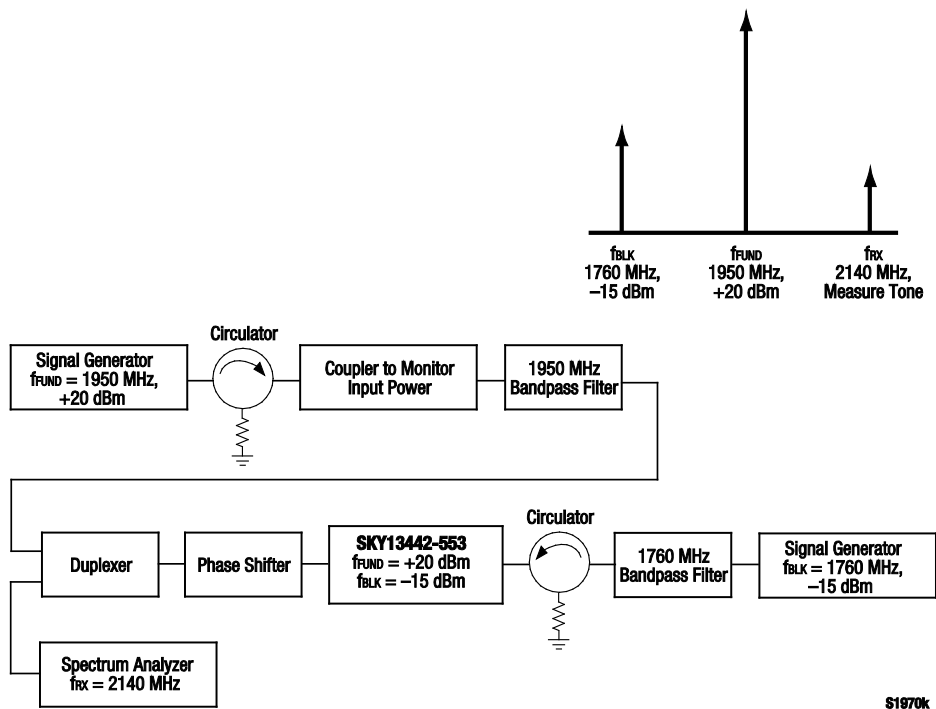 fBLK
1760 MHz,
–15 dBm
fFUND
1950 MHz,
+20 dBm
fRX
2140 MHz,
Measure Tone
Signal Generator
fFUND = 1950 MHz,
+20 dBm
Circulator
Coupler to Monitor
Input Power
1950 MHz
Bandpass Filter
Duplexer
Phase Shifter
SKY13442-553
fFUND = +20 dBm
fBLK = –15 dBm
Circulator
1760 MHz
Bandpass Filter
Signal Generator
fBLK = 1760 MHz,
–15 dBm
Spectrum Analyzer
fRX = 2140 MHz
S1970k